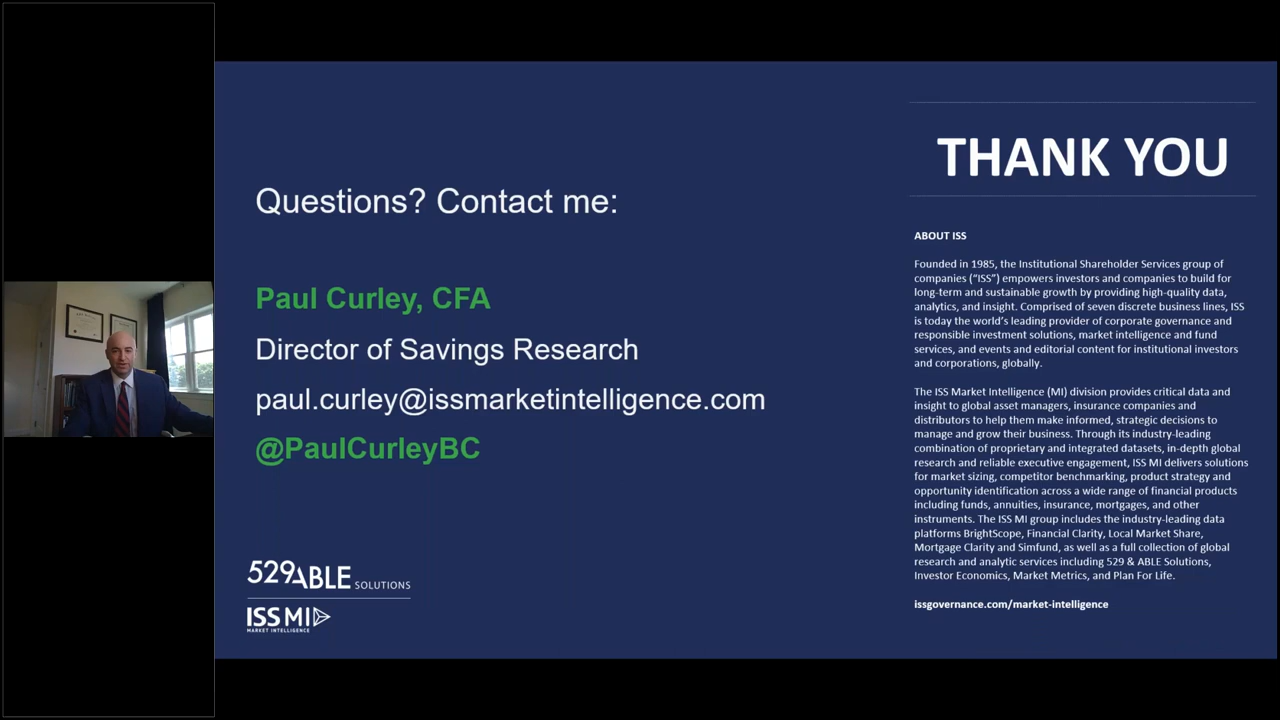 Questions? Contact me:
Paul Curley, CFA
Director of Savings Research
paul.curley@issmarketintelligence.com
@PaulCurleyBC
529ABLE SOLUTIONS
ISS MI
MARKET INTELLIGENCE
THANK YOU
ABOUT ISS
Founded in 1985, the Institutional Shareholder Services group of
companies (“ISS”) empowers investors and companies to build for
long-term and sustainable growth by providing high-quality data,
analytics, and insight. Comprised of seven discrete business lines, ISS
is today the world’s leading provider of corporate governance and
responsible investment solutions, market intelligence and fund
services, and events and editorial content for institutional investors
and corporations, globally.
The ISS Market Intelligence (MI) division provides critical data and
insight to global asset managers, insurance companies and
distributors to help them make informed, strategic decisions to
manage and grow their business. Through its industry-leading
combination of proprietary and integrated datasets, in-depth global
research and reliable executive engagement, ISS MI delivers solutions
for market sizing, competitor benchmarking, product strategy and
opportunity identification across a wide range of financial products
including funds, annuities, insurance, mortgages, and other
instruments. The ISS MI group includes the industry-leading data
platforms BrightScope, Financial Clarity, Local Market Share,
Mortgage Clarity and Simfund, as well as a full collection of global
research and analytic services including 529 & ABLE Solutions,
Investor Economics, Market Metrics, and Plan For Life.
issgovernance.com/market-intelligence